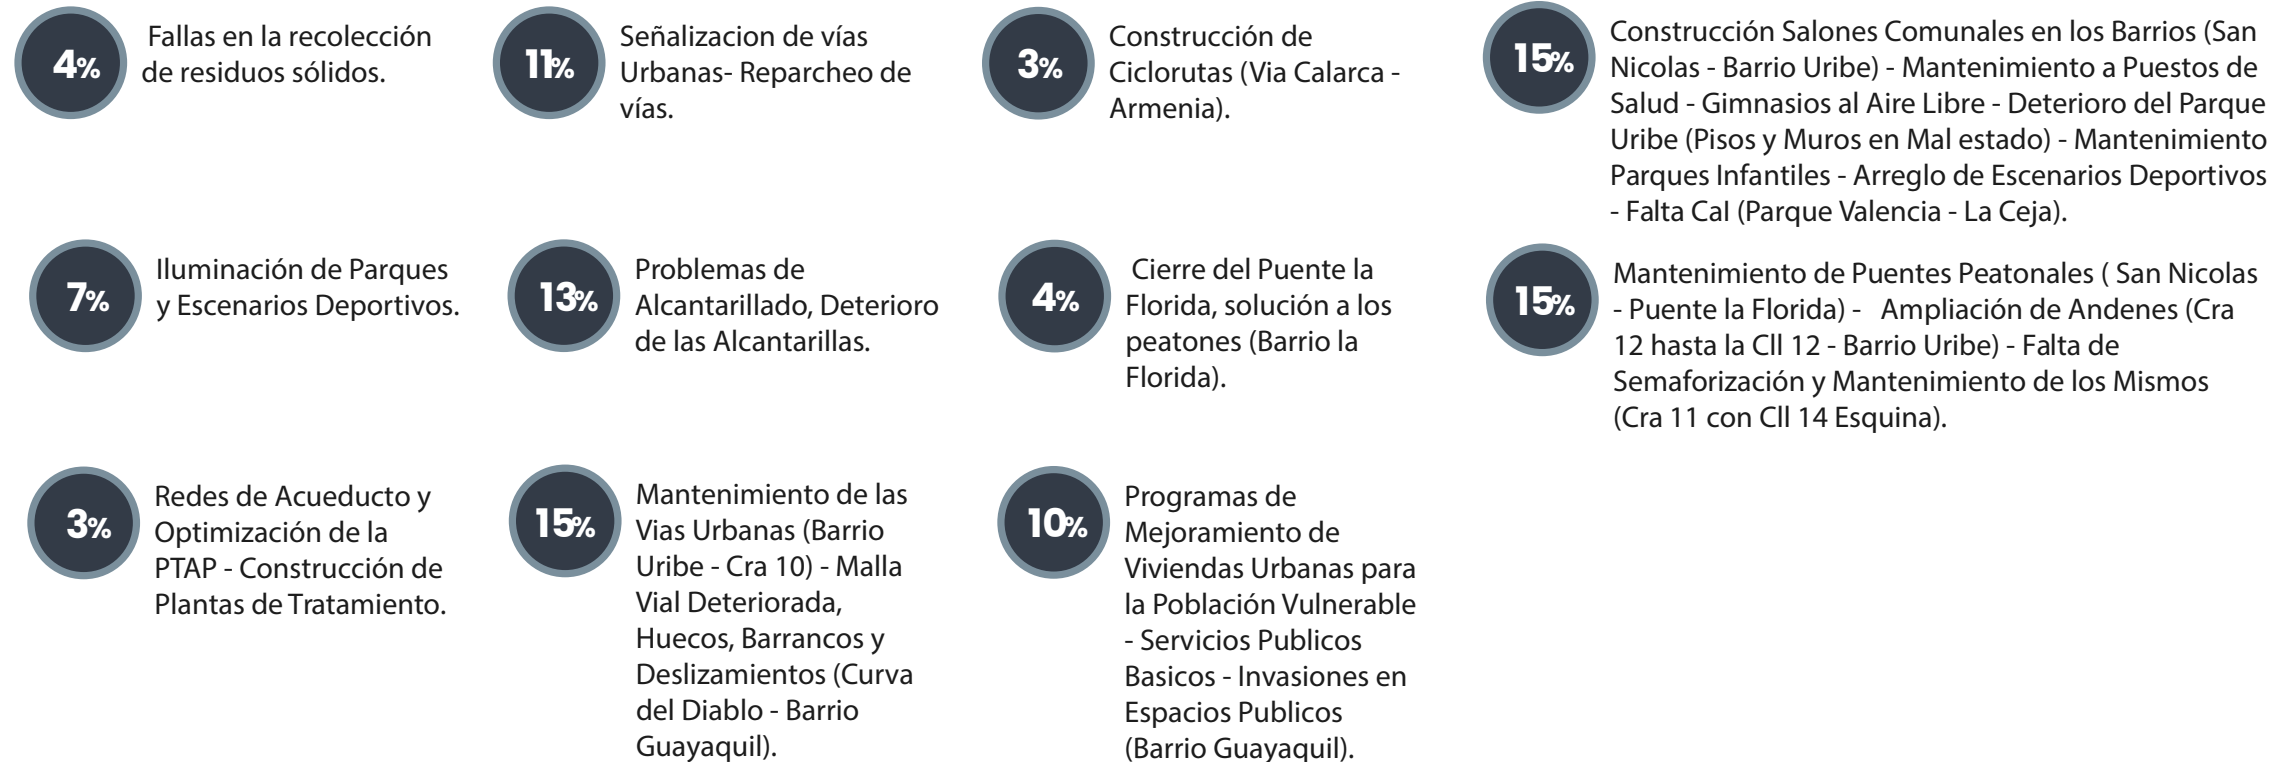 4%
Fallas en la recolección
de residuos sólidos.
11%
Señalizacion de vías
Urbanas- Reparcheo de
vías.
3%
Construcción de
Ciclorutas (Via Calarca -
Armenia).
15%
Construcción Salones Comunales en los Barrios (San
Nicolas - Barrio Uribe) - Mantenimiento a Puestos de
Salud - Gimnasios al Aire Libre - Deterioro del Parque
Uribe (Pisos y Muros en Mal estado) - Mantenimiento
Parques Infantiles - Arreglo de Escenarios Deportivos
- Falta CaI (Parque Valencia - La Ceja).
7%
Iluminación de Parques
y Escenarios Deportivos.
13%
Problemas de
Alcantarillado, Deterioro
de las Alcantarillas.
4%
Cierre del Puente la
Florida, solución a los
peatones (Barrio la
Florida).
15%
Mantenimiento de Puentes Peatonales ( San Nicolas
- Puente la Florida) - Ampliación de Andenes (Cra
12 hasta la Cll 12 - Barrio Uribe) - Falta de
Semaforización y Mantenimiento de los Mismos
(Cra 11 con Cll 14 Esquina).
3%
Redes de Acueducto y
Optimización de la
PTAP - Construcción de
Plantas de Tratamiento.
15%
Mantenimiento de las
Vias Urbanas (Barrio
Uribe - Cra 10) - Malla
Vial Deteriorada,
Huecos, Barrancos y
Deslizamientos (Curva
del Diablo - Barrio
Guayaquil).
10%
Programas de
Mejoramiento de
Viviendas Urbanas para
la Población Vulnerable
- Servicios Publicos
Basicos - Invasiones en
Espacios Publicos
(Barrio Guayaquil).